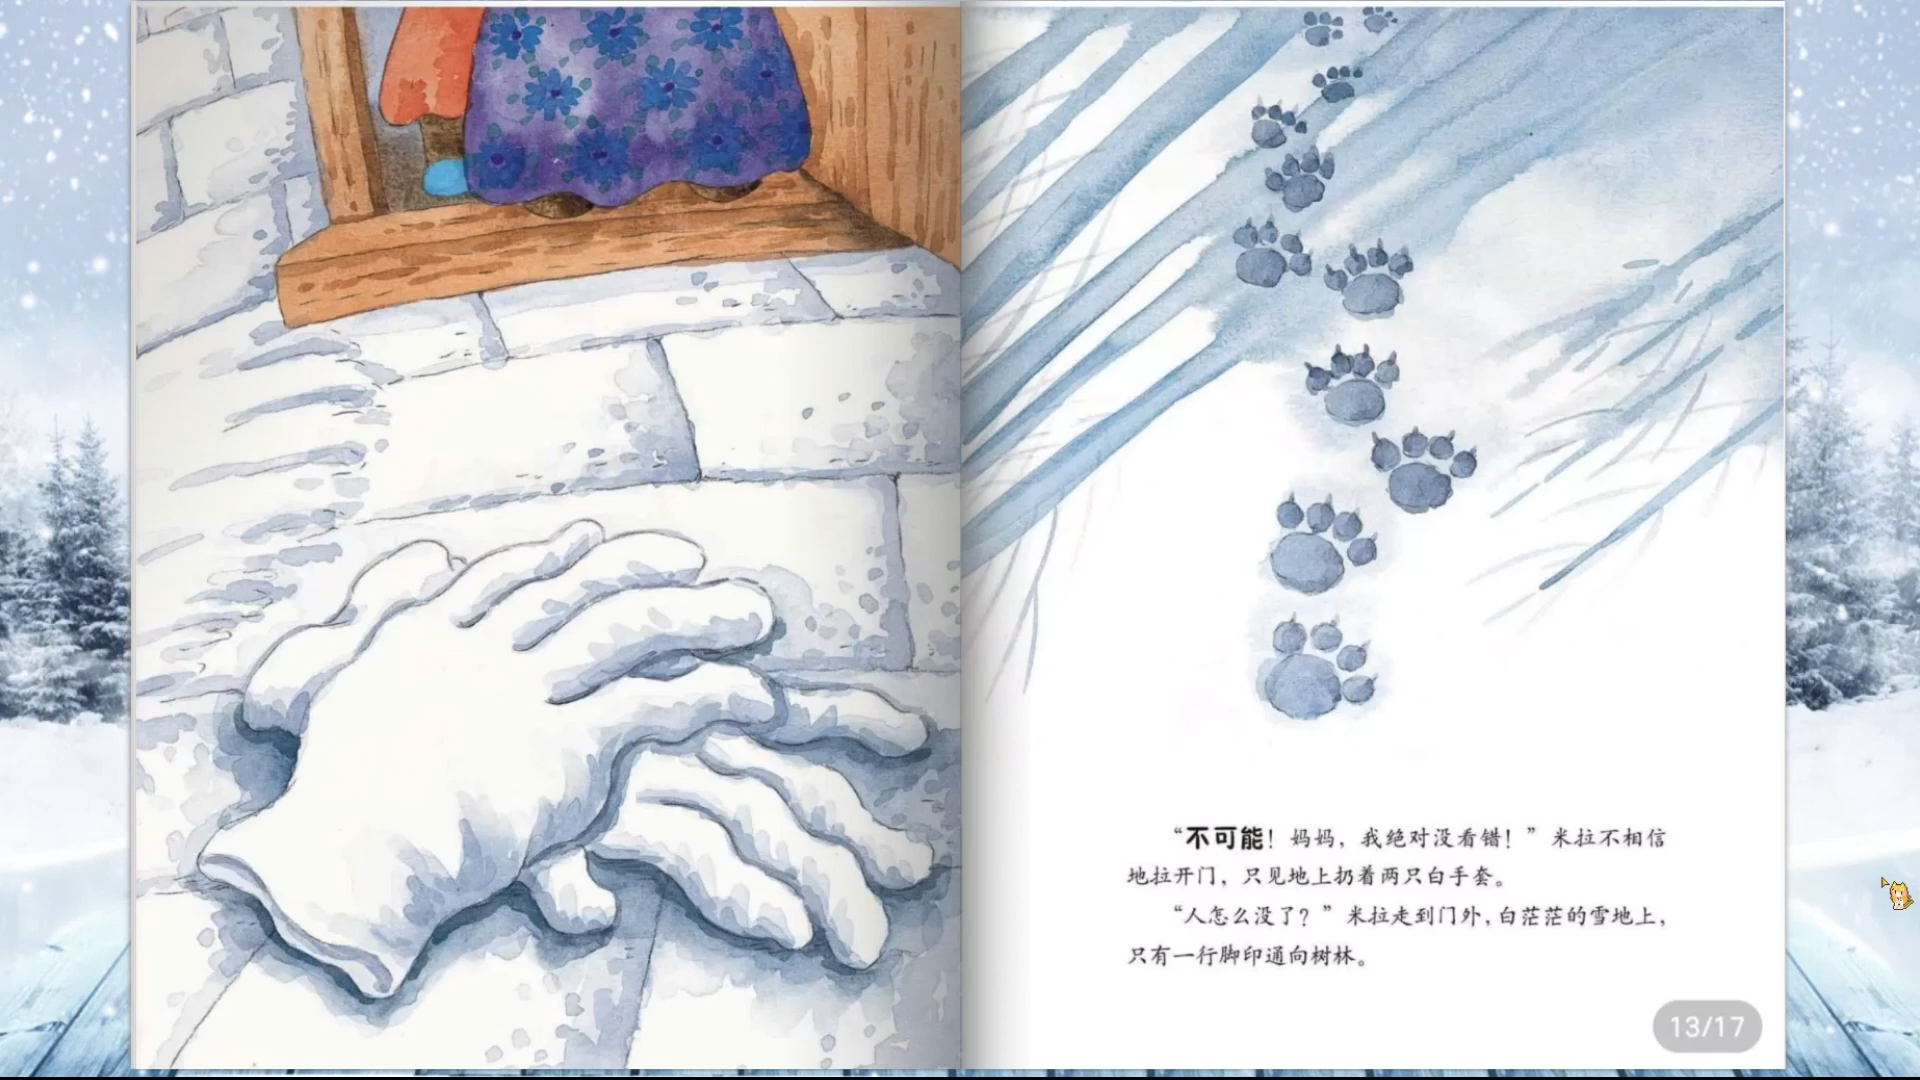 “不可能！妈妈，我绝对没看错！”米拉不相信
地拉开门，只见地上扔着两只白手套。
“人怎么没了？”米拉走到门外，白茫茫的雪地上，
只有一行脚印通向树林。
13/17